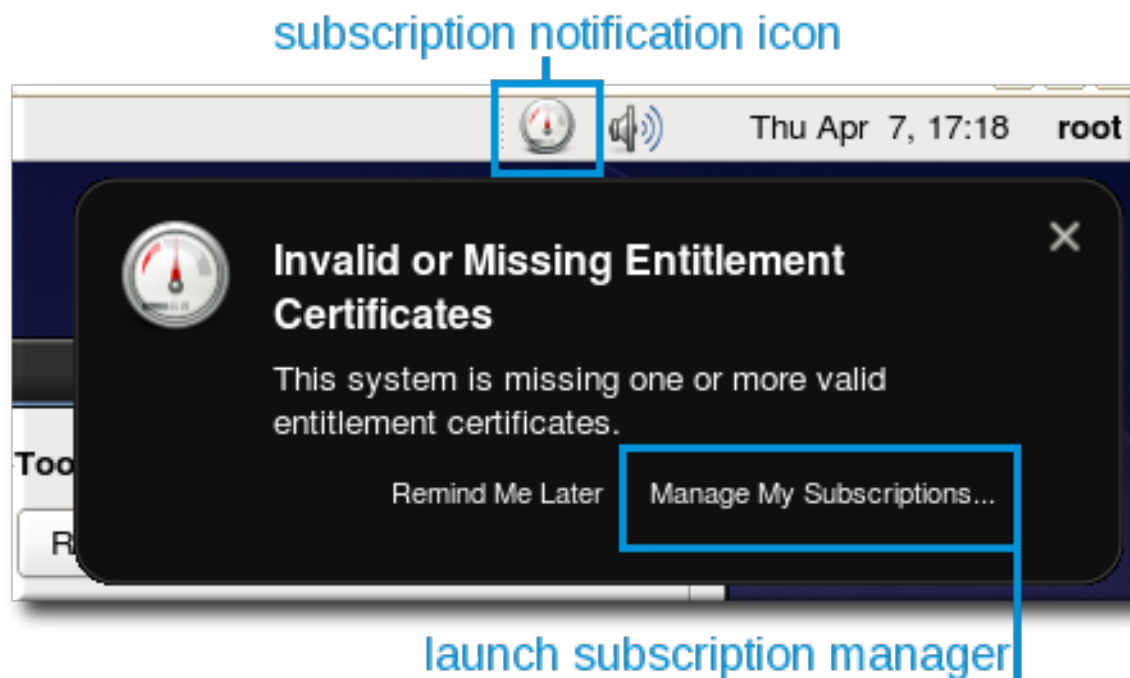 subscription notification icon
Thu Apr 7, 17:18 root
Invalid or Missing Entitlement
Certificates
This system is missing one or more valid
entitlement certificates.
Too
Remind Me Later Manage My Subscriptions...
R
launch subscription manager